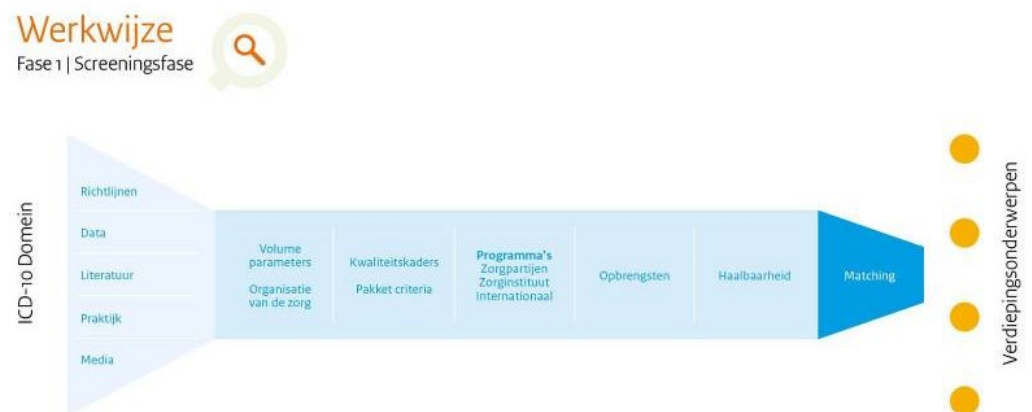 Werkwijze
Fase 1 | Screeningsfase
ICD-10 Domein
Richtlijnen
Data
Literatuur
Praktijk
Media
Volume
parameters
Organisatie
van de zorg
Kwaliteitskaders
Pakket criteria
Programma's
Zorgpartijen
Zorginstituut
Internationaal
Opbrengsten
Haalbaarheid
Matching
Verdiepingsonderwerpen